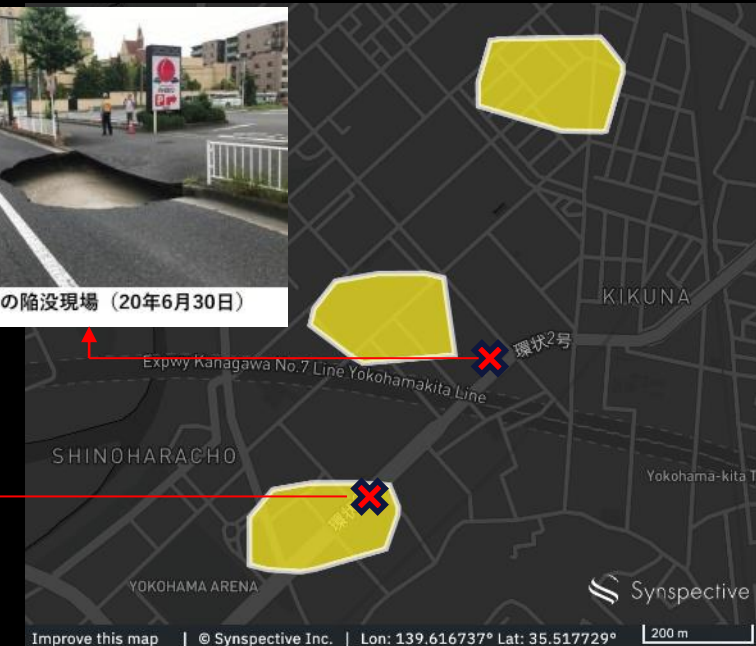 の陥没現場（20年6月30日）
KIKUNA
環状2号
Expwy Kanagawa No.7 Line Yokohamakita Line
SHINOHARACHO
Yokohama-kita T
環状
YOKOHAMA ARENA
Synspective
Improve this map | © Synspective Inc. | Lon: 139.616737° Lat: 35.517729° 200 m